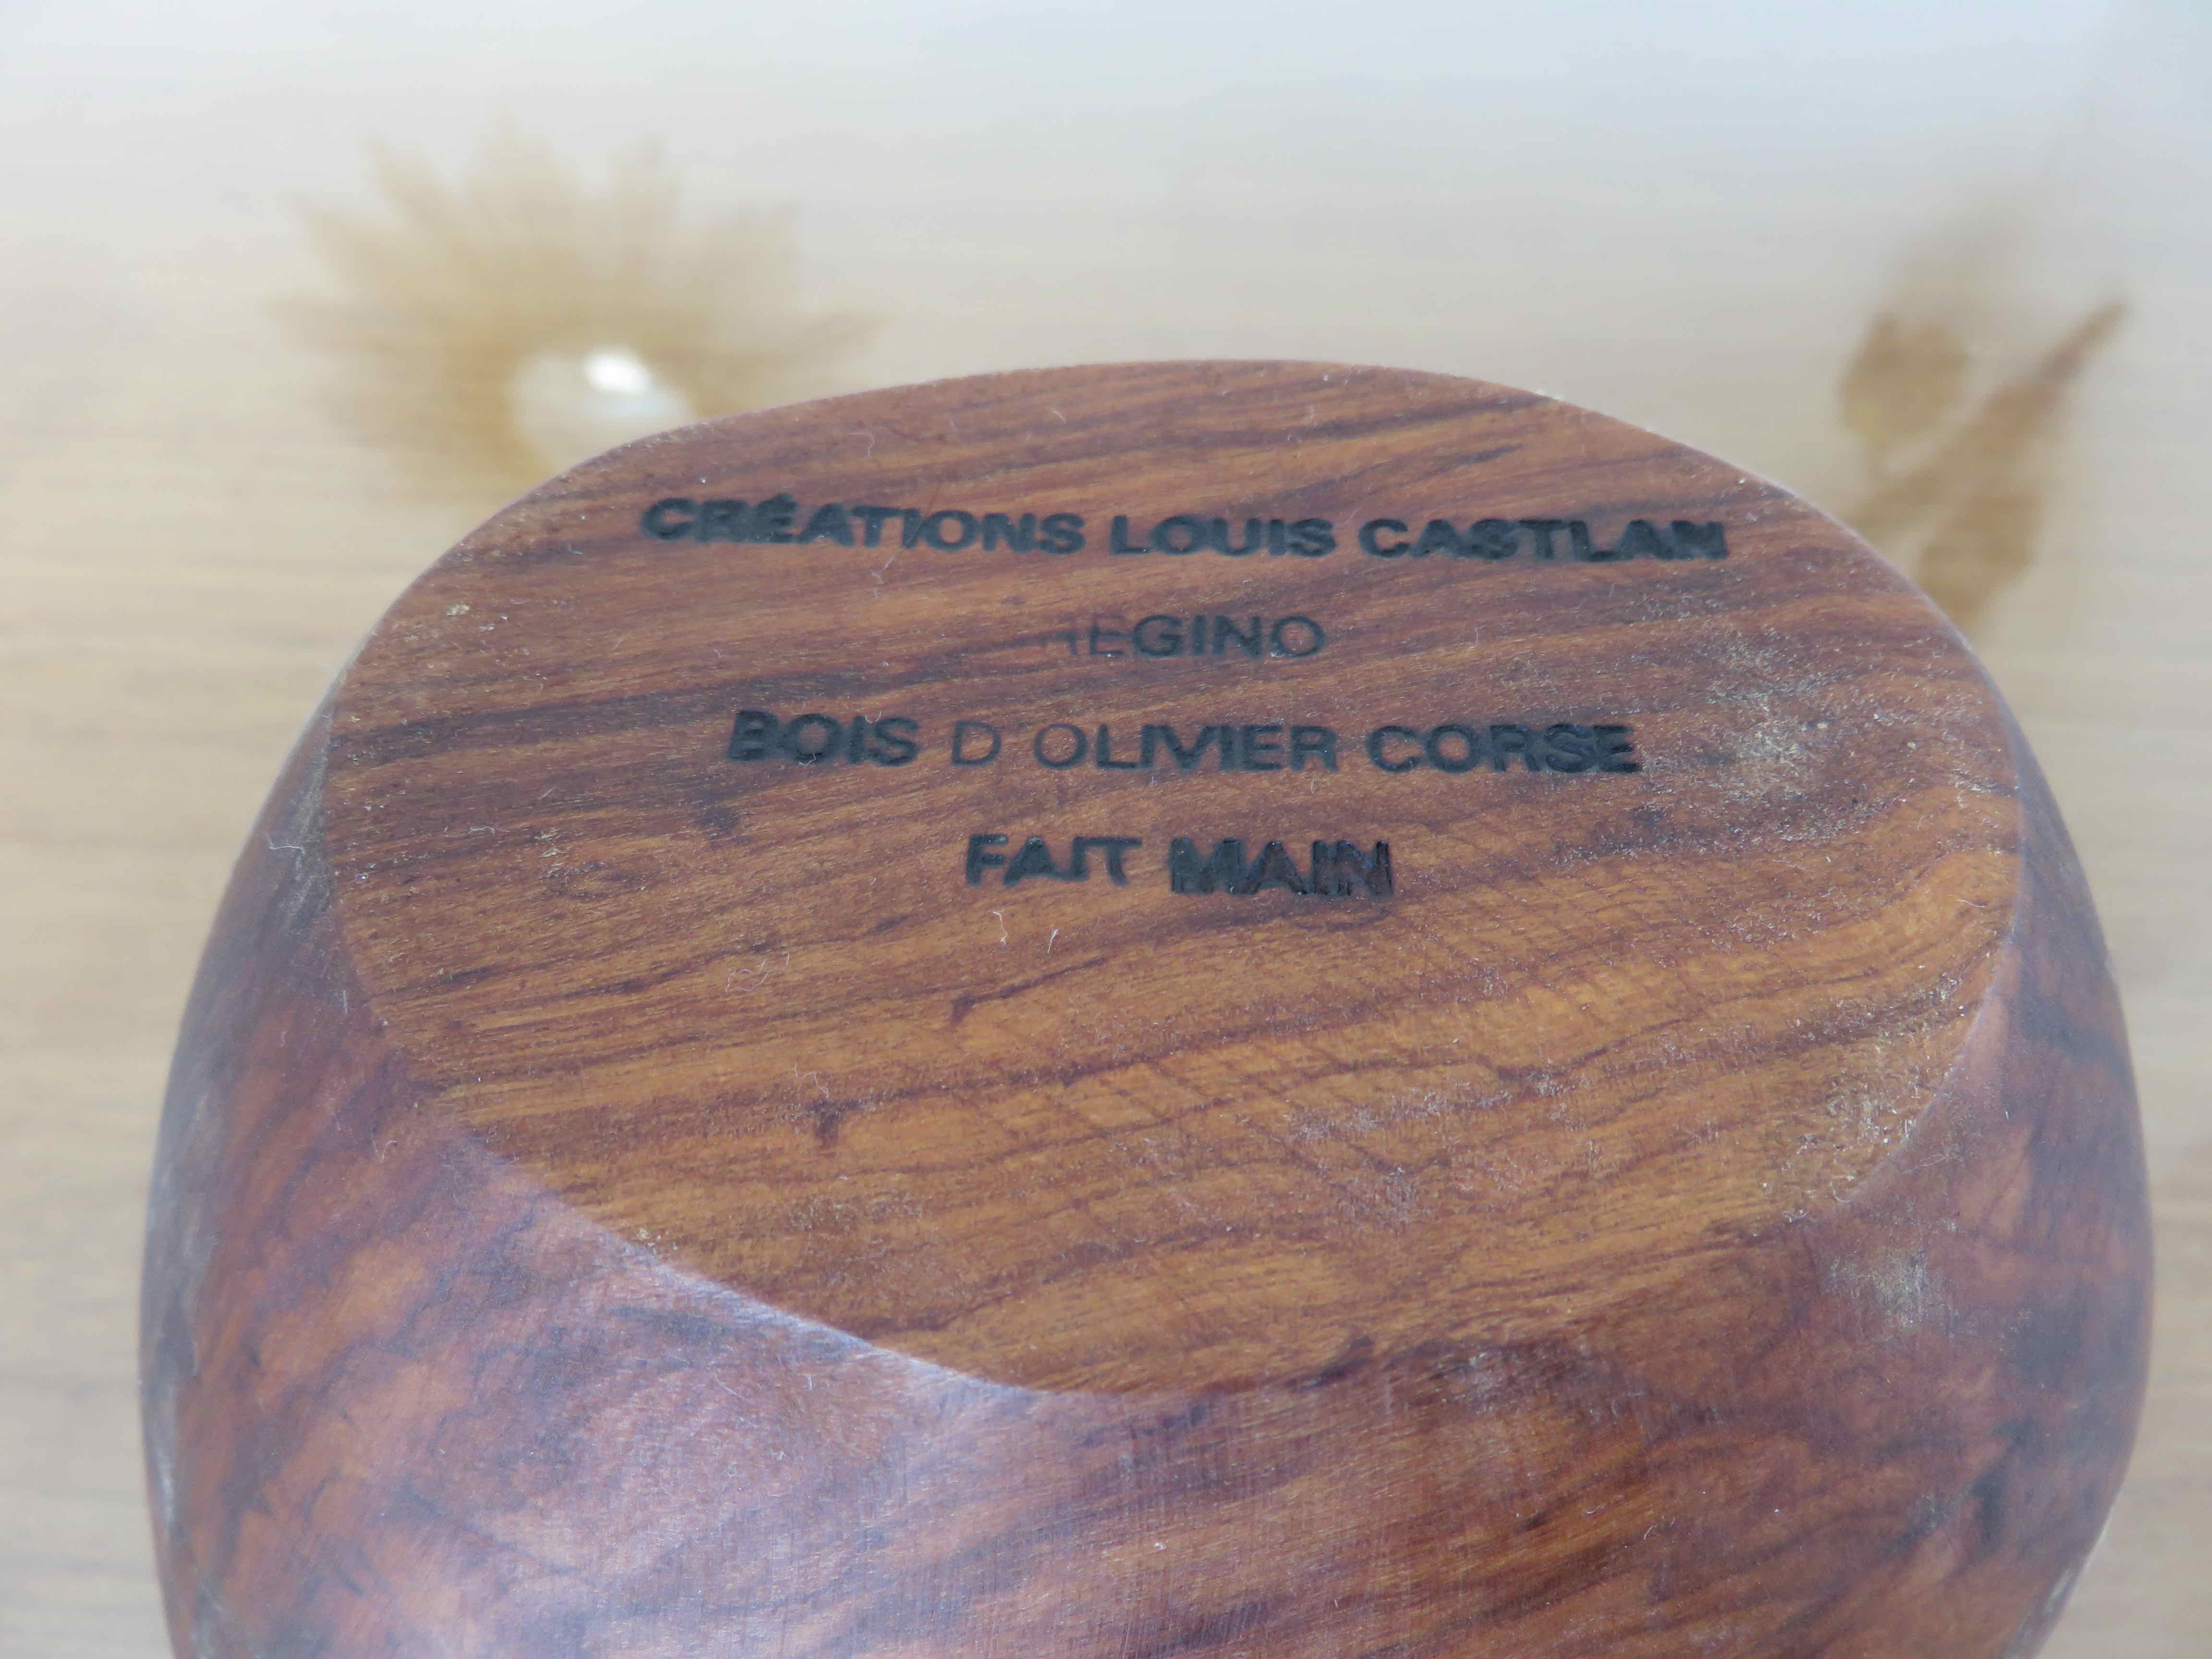 CRÉATIONS LOUIS CASTLAN
REGINO
BOIS D'OLIVIER CORSE
FAIT MAIN